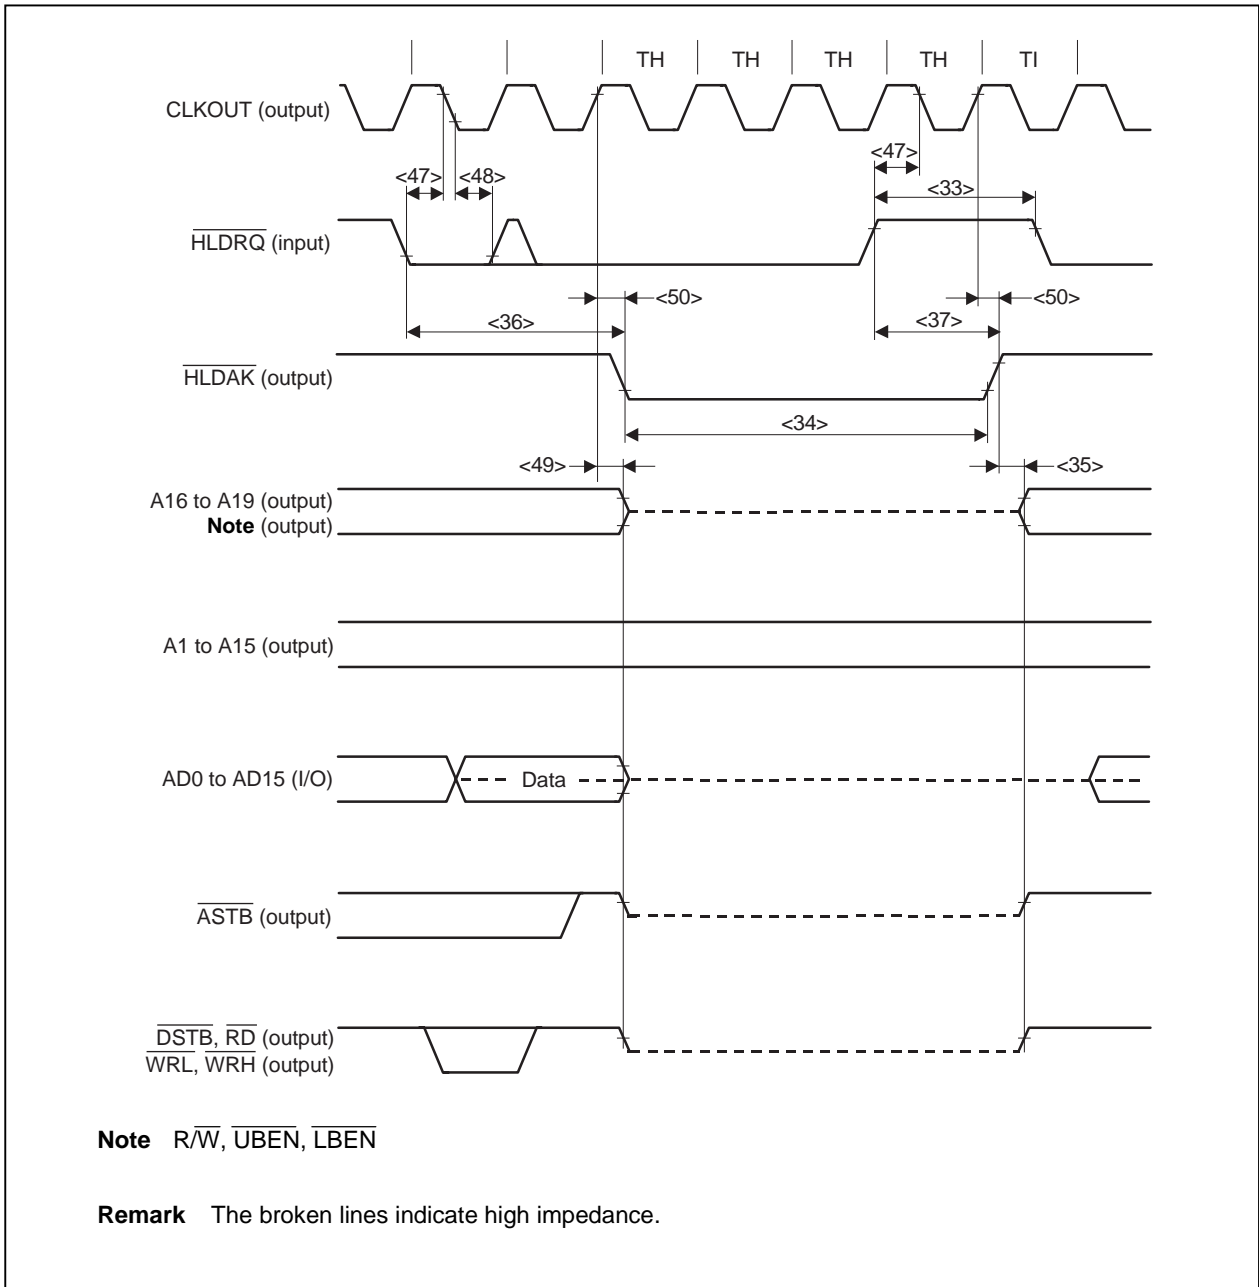 TH TH TH TH TI
CLKOUT (output)
<47>
<47> <48> <33>
HLDRQ (input)
<50> <50>
<36> <37>
HLDAK (output)
<34>
<49> <35>
A16 to A19 (output)
Note (output)
A1 to A15 (output)
AD0 to AD15 (I/O) Data
ASTB (output)
DSTB, RD (output)
WRL, WRH (output)
Note R/W, UBEN, LBEN
Remark The broken lines indicate high impedance.